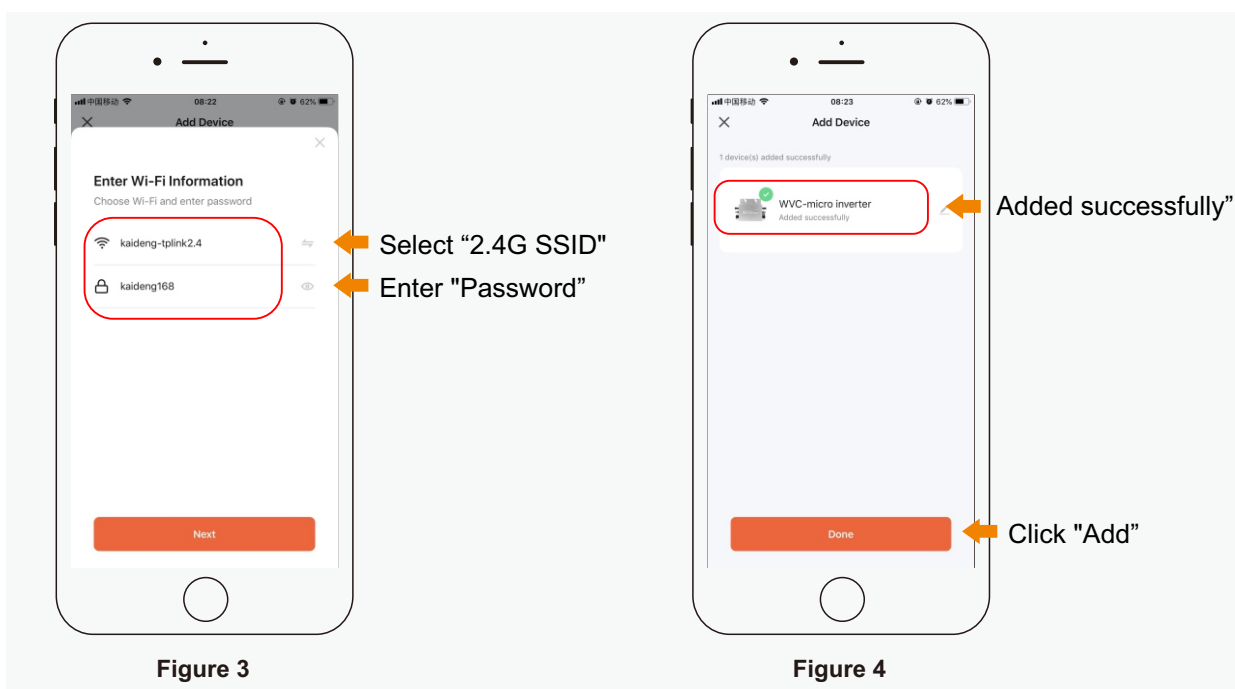 中国移动 08:22 62%
Add Device
Enter Wi-Fi Information
Choose Wi-Fi and enter password
kaideng-tplink2.4
Select “2.4G SSID"
kaideng168
Enter "Password”
Next
Figure 3
中国移动 08:23 62%
Add Device
1 device(s) added successfully
WVC-micro inverter
Added successfully
Added successfully”
Done
Click "Add”
Figure 4